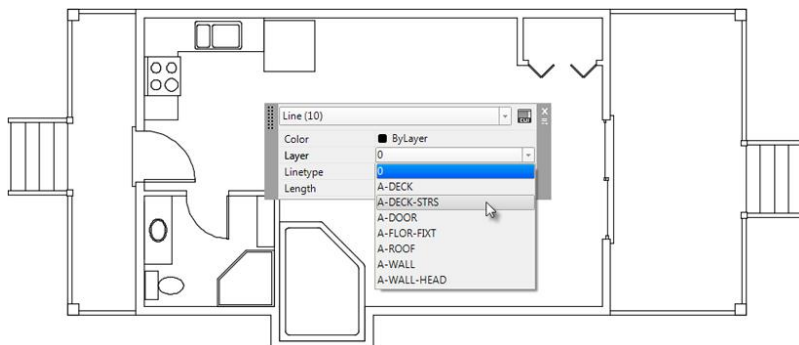 Line (10)
Color ByLayer
Layer 0
Linetype 0
Length A-DECK
A-DECK-STRS
A-DOOR
A-FLOR-FIXT
A-ROOF
A-WALL
A-WALL-HEAD